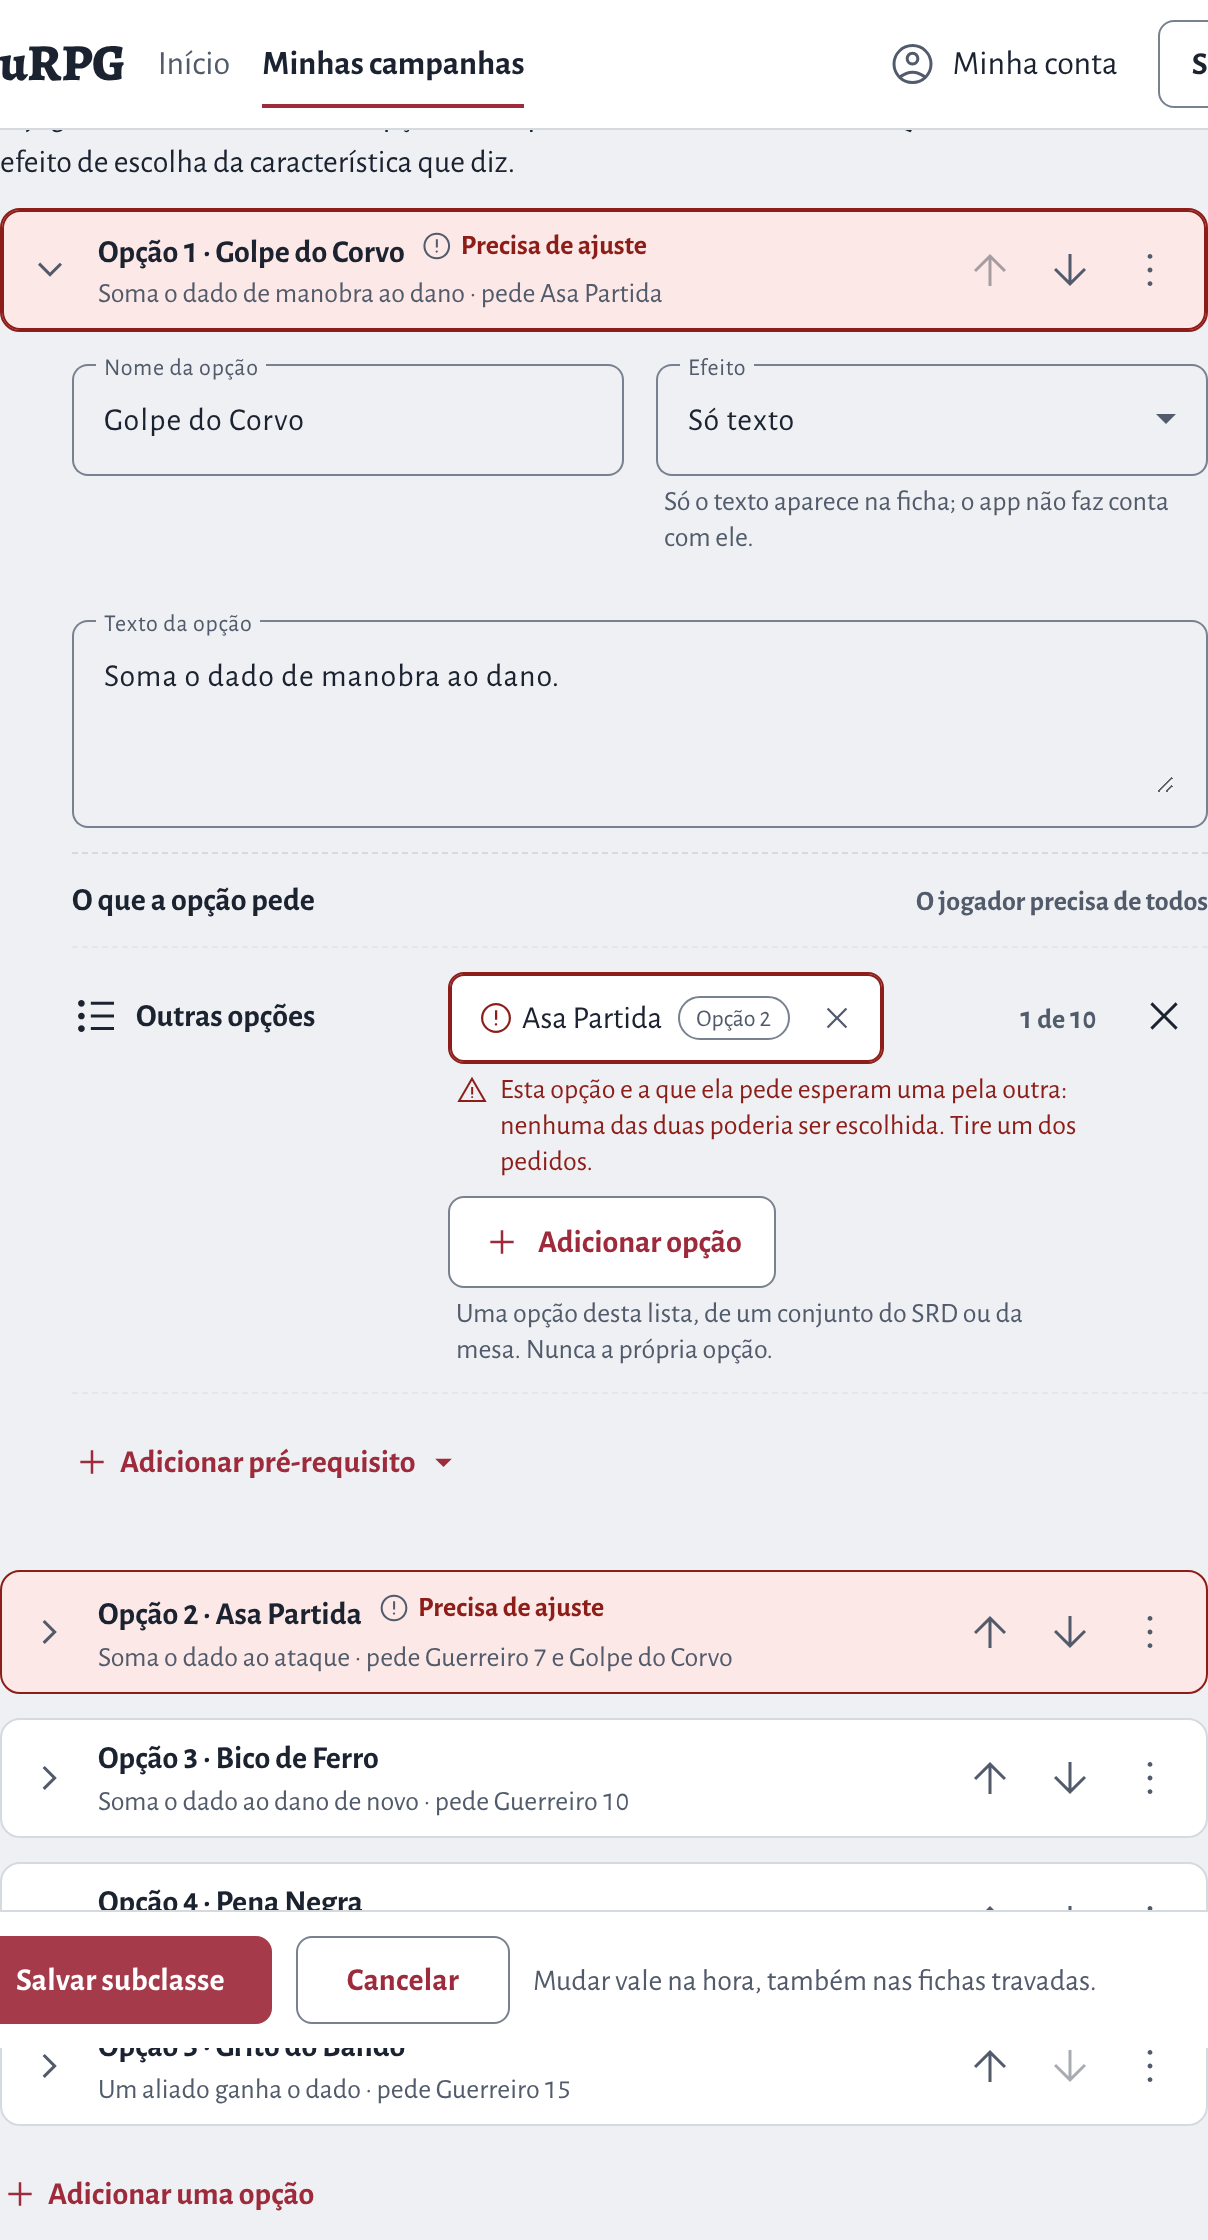 uRPG
Início
Minhas campanhas
Minha conta
S
efeito de escolha da característica que diz.
Opção 1 · Golpe do Corvo
Precisa de ajuste
Soma o dado de manobra ao dano · pede Asa Partida
Nome da opção
Golpe do Corvo
Efeito
Só texto
Só o texto aparece na ficha; o app não faz conta
com ele.
Texto da opção
Soma o dado de manobra ao dano.
O que a opção pede
O jogador precisa de todos
Outras opções
Asa Partida
Opção 2
1 de 10
Esta opção e a que ela pede esperam uma pela outra:
nenhuma das duas poderia ser escolhida. Tire um dos
pedidos.
Adicionar opção
Uma opção desta lista, de um conjunto do SRD ou da
mesa. Nunca a própria opção.
Adicionar pré-requisito
Opção 2 · Asa Partida
Precisa de ajuste
Soma o dado ao ataque · pede Guerreiro 7 e Golpe do Corvo
Opção 3 · Bico de Ferro
Soma o dado ao dano de novo · pede Guerreiro 10
Opção 4 · Pena Negra
Salvar subclasse
Cancelar
Mudar vale na hora, também nas fichas travadas.
Opção 5 · Grito do Bando
Um aliado ganha o dado · pede Guerreiro 15
Adicionar uma opção